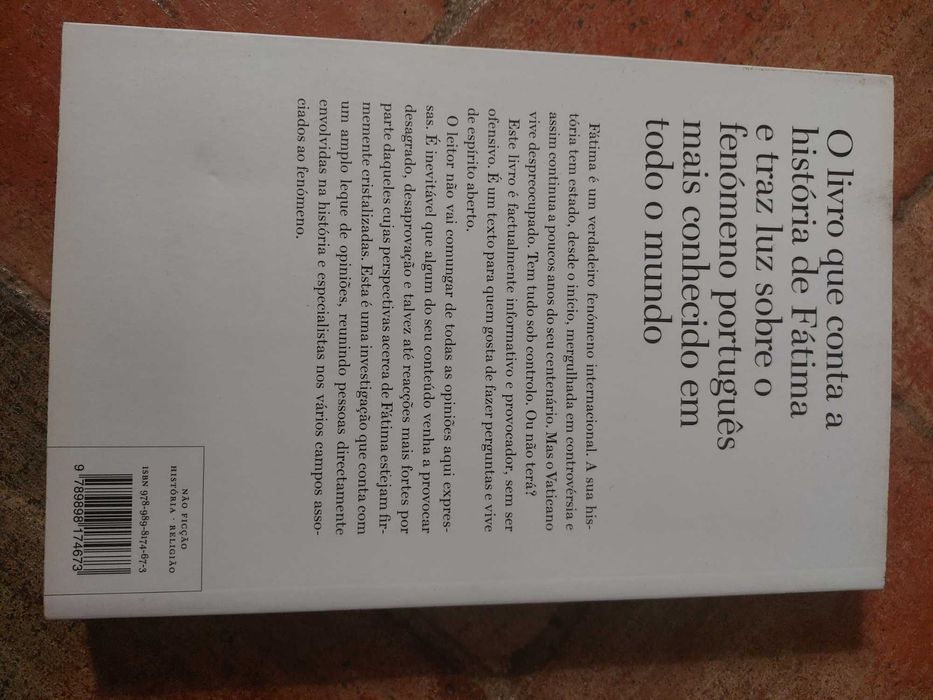 O livro que conta a
história de Fátima
e traz luz sobre o
fenómeno português
mais conhecido em
todo o mundo
Fátima é um verdadeiro fenómeno internacional. A sua his-
tória tem estado, desde o início, mergulhada em controvérsia e
assim continua a poucos anos do seu centenário. Mas o Vaticano
vive despreocupado. Tem tudo sob controlo. Ou não terá?
Este livro é factualmente informativo e provocador, sem ser
ofensivo. É um texto para quem gosta de fazer perguntas e vive
de espírito aberto.
O leitor não vai comungar de todas as opiniões aqui expres-
sas. É inevitável que algum do seu conteúdo venha a provocar
desagrado, desaprovação e talvez até reacções mais fortes por
parte daqueles cujas perspectivas acerca de Fátima estejam fir-
memente cristalizadas. Esta é uma investigação que conta com
um amplo leque de opiniões, reunindo pessoas directamente
envolvidas na história e especialistas nos vários campos asso-
ciados ao fenómeno.
NÃO FICÇÃO
HISTÓRIA · RELIGIÃO
ISBN 978-989-8174-67-3
9 789898 174673